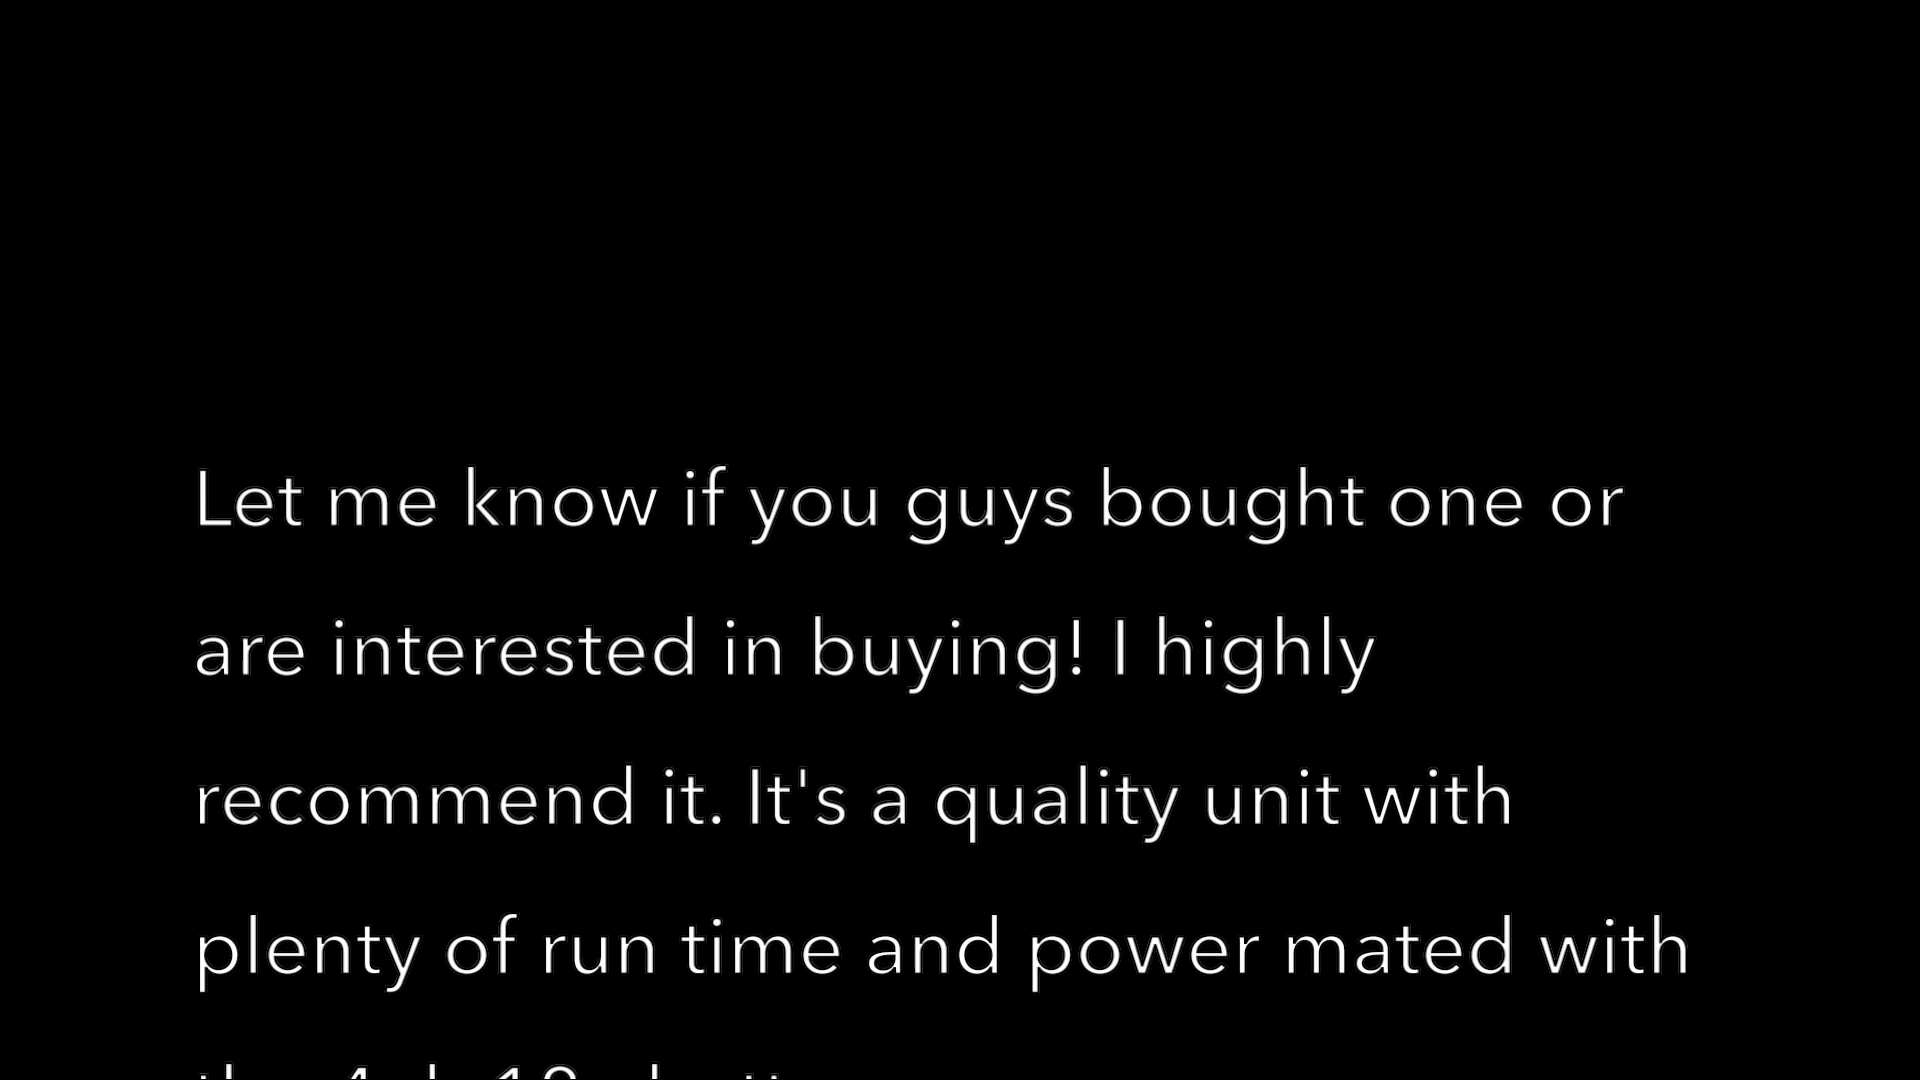 Let me know if you guys bought one or
are interested in buying! I highly
recommend it. It's a quality unit with
plenty of run time and power mated with